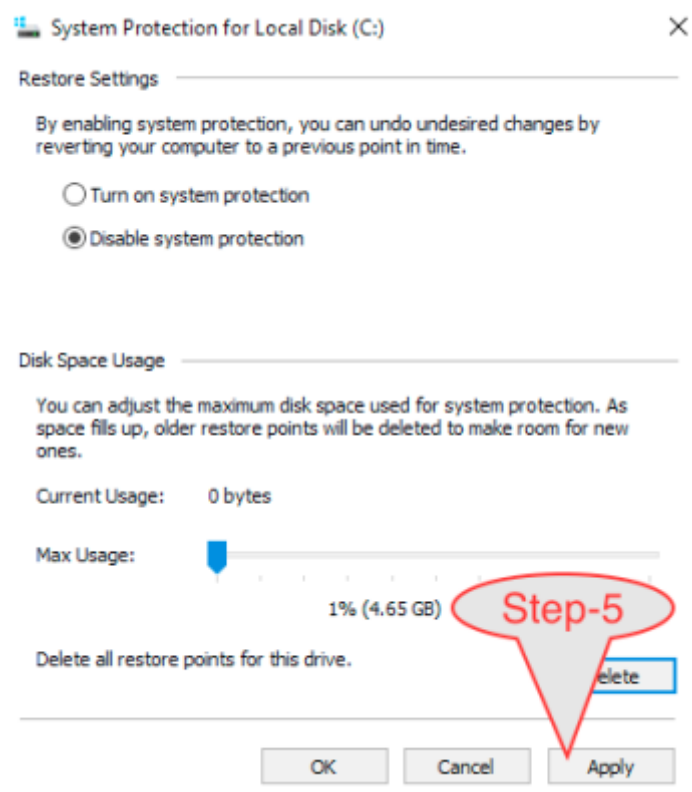 System Protection for Local Disk (C:)
Restore Settings
By enabling system protection, you can undo undesired changes by
reverting your computer to a previous point in time.
Turn on system protection
Disable system protection
Disk Space Usage
You can adjust the maximum disk space used for system protection. As
space fills up, older restore points will be deleted to make room for new
ones.
Current Usage: 0 bytes
Max Usage:
1% (4.65 GB)
Step-5
Delete all restore points for this drive.
elete
OK Cancel Apply